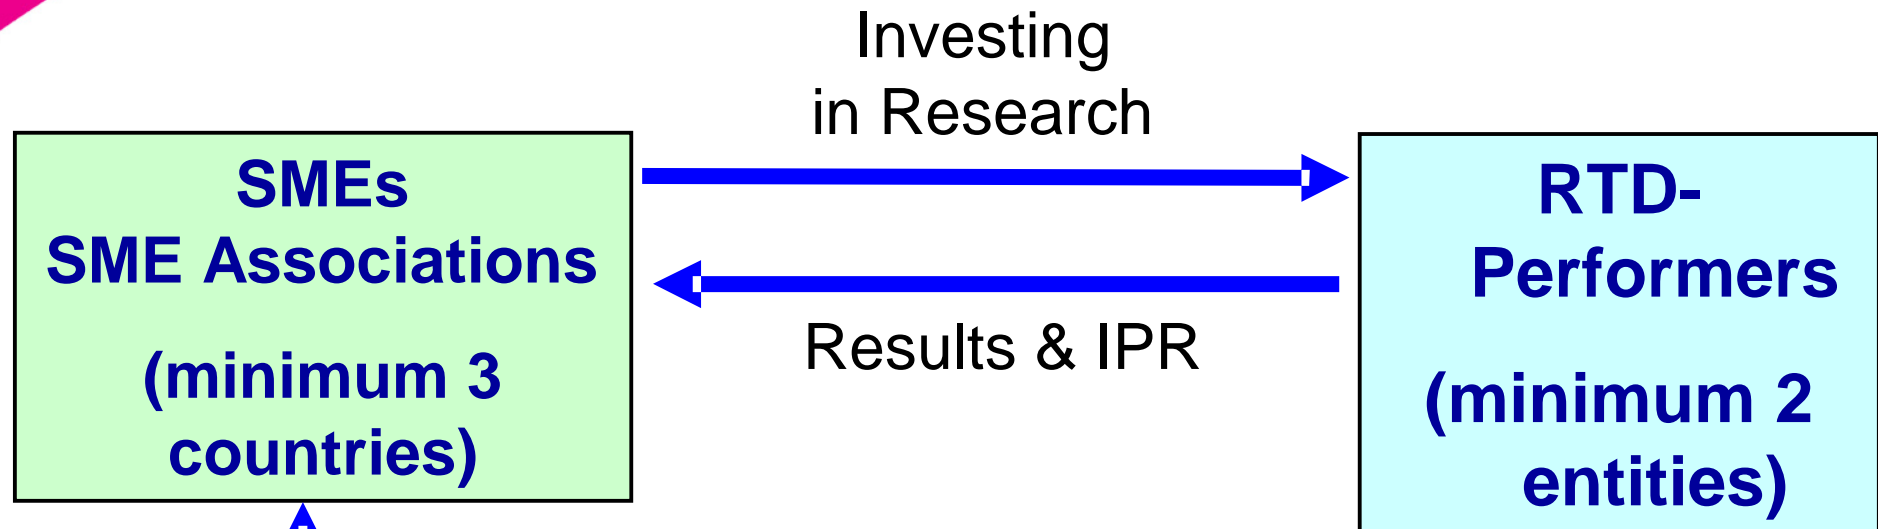 Investing
in Research
SMEs
SME Associations
(minimum 3
countries)
Results & IPR
RTD-
Performers
(minimum 2
entities)